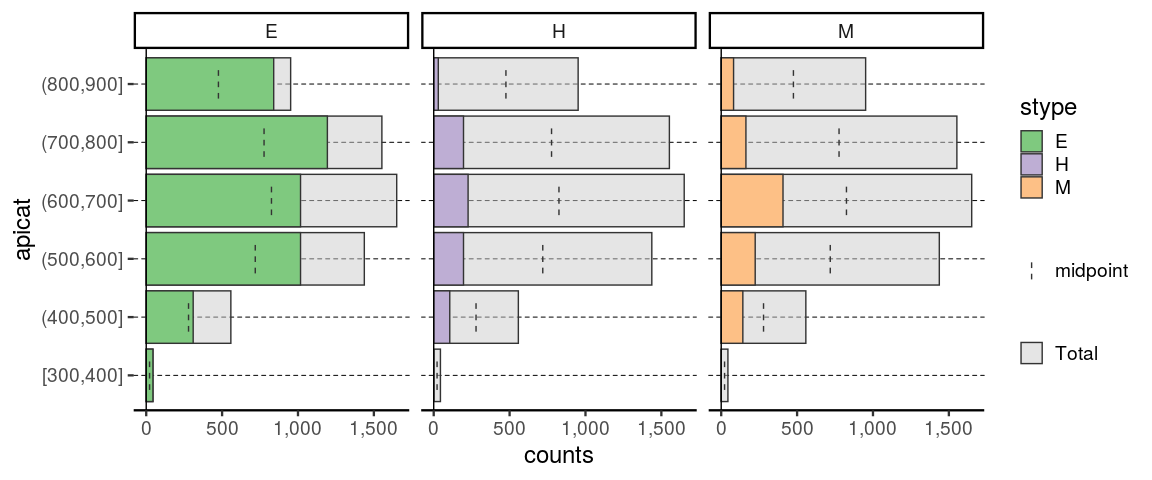 E
H
M
apicat
(800,900]
(700,800]
(600,700]
(500,600]
(400,500]
[300,400]
0 500 1,000 1,500
0 500 1,000 1,500
0 500 1,000 1,500
counts
stype
E
H
M
midpoint
Total